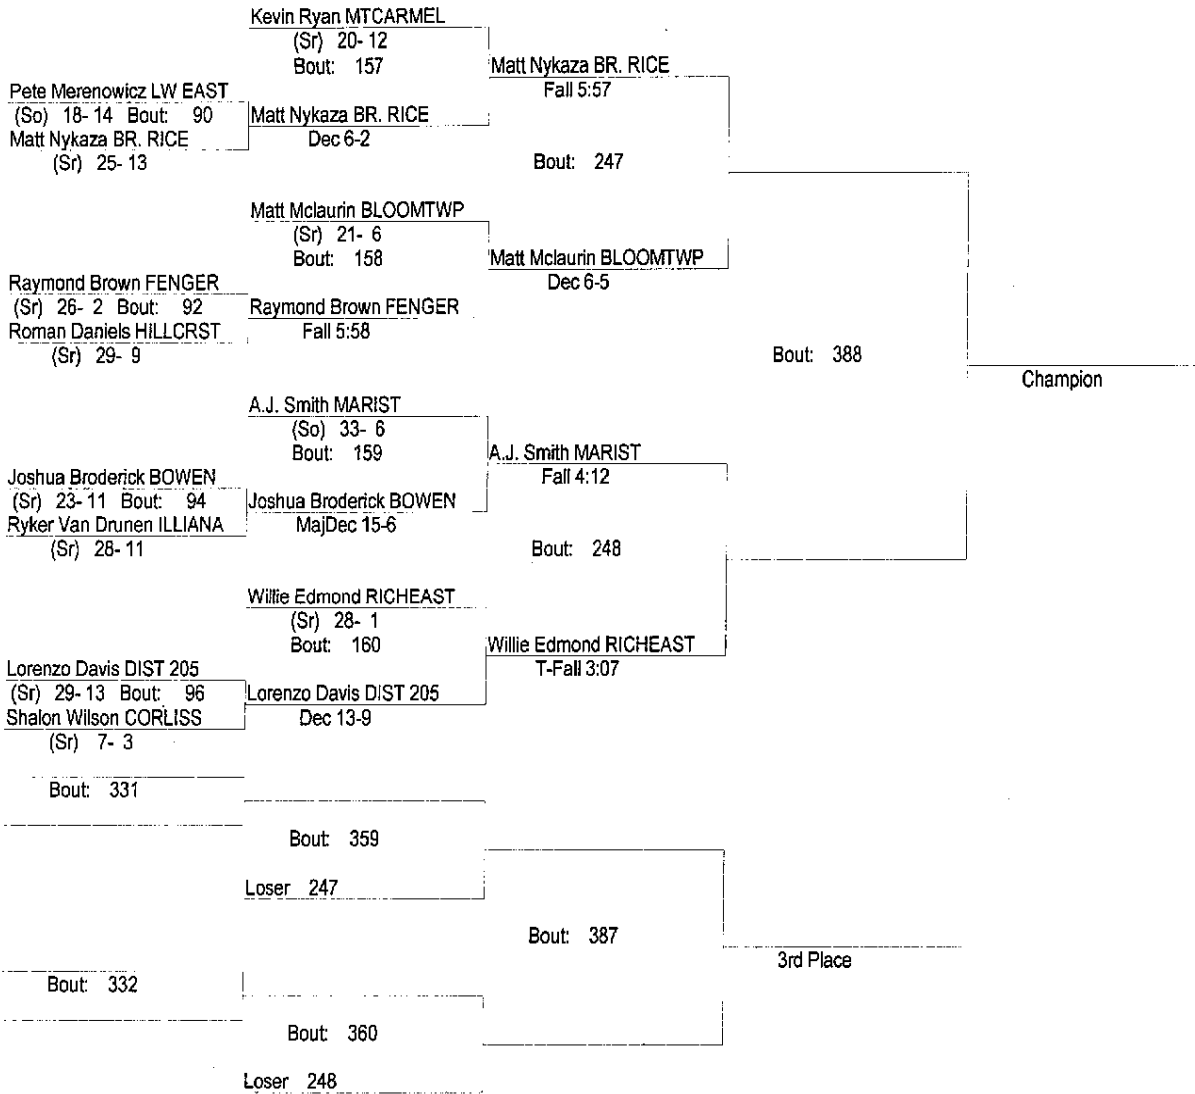 Kevin Ryan MTCARMEL
(Sr) 20- 12
Bout: 157
Matt Nykaza BR. RICE
Fall 5:57
Pete Merenowicz LW EAST
(So) 18- 14 Bout: 90
Matt Nykaza BR. RICE
Matt Nykaza BR. RICE
Dec 6-2
(Sr) 25- 13
Bout: 247
Matt Mclaurin BLOOMTWP
(Sr) 21- 6
Bout: 158
Matt Mclaurin BLOOMTWP
Dec 6-5
Raymond Brown FENGER
(Sr) 26- 2 Bout: 92
Raymond Brown FENGER
Roman Daniels HILLCRST
Fall 5:58
(Sr) 29- 9
Bout: 388
Champion
A.J. Smith MARIST
(So) 33- 6
Bout: 159
A.J. Smith MARIST
Fall 4:12
Joshua Broderick BOWEN
(Sr) 23- 11 Bout: 94
Joshua Broderick BOWEN
Ryker Van Drunen ILLIANA
MajDec 15-6
(Sr) 28- 11
Bout: 248
Willie Edmond RICHEAST
(Sr) 28- 1
Bout: 160
Willie Edmond RICHEAST
T-Fall 3:07
Lorenzo Davis DIST 205
(Sr) 29- 13 Bout: 96
Lorenzo Davis DIST 205
Shalon Wilson CORLISS
Dec 13-9
(Sr) 7- 3
Bout: 331
Bout: 359
Loser 247
Bout: 387
3rd Place
Bout: 332
Bout: 360
Loser 248